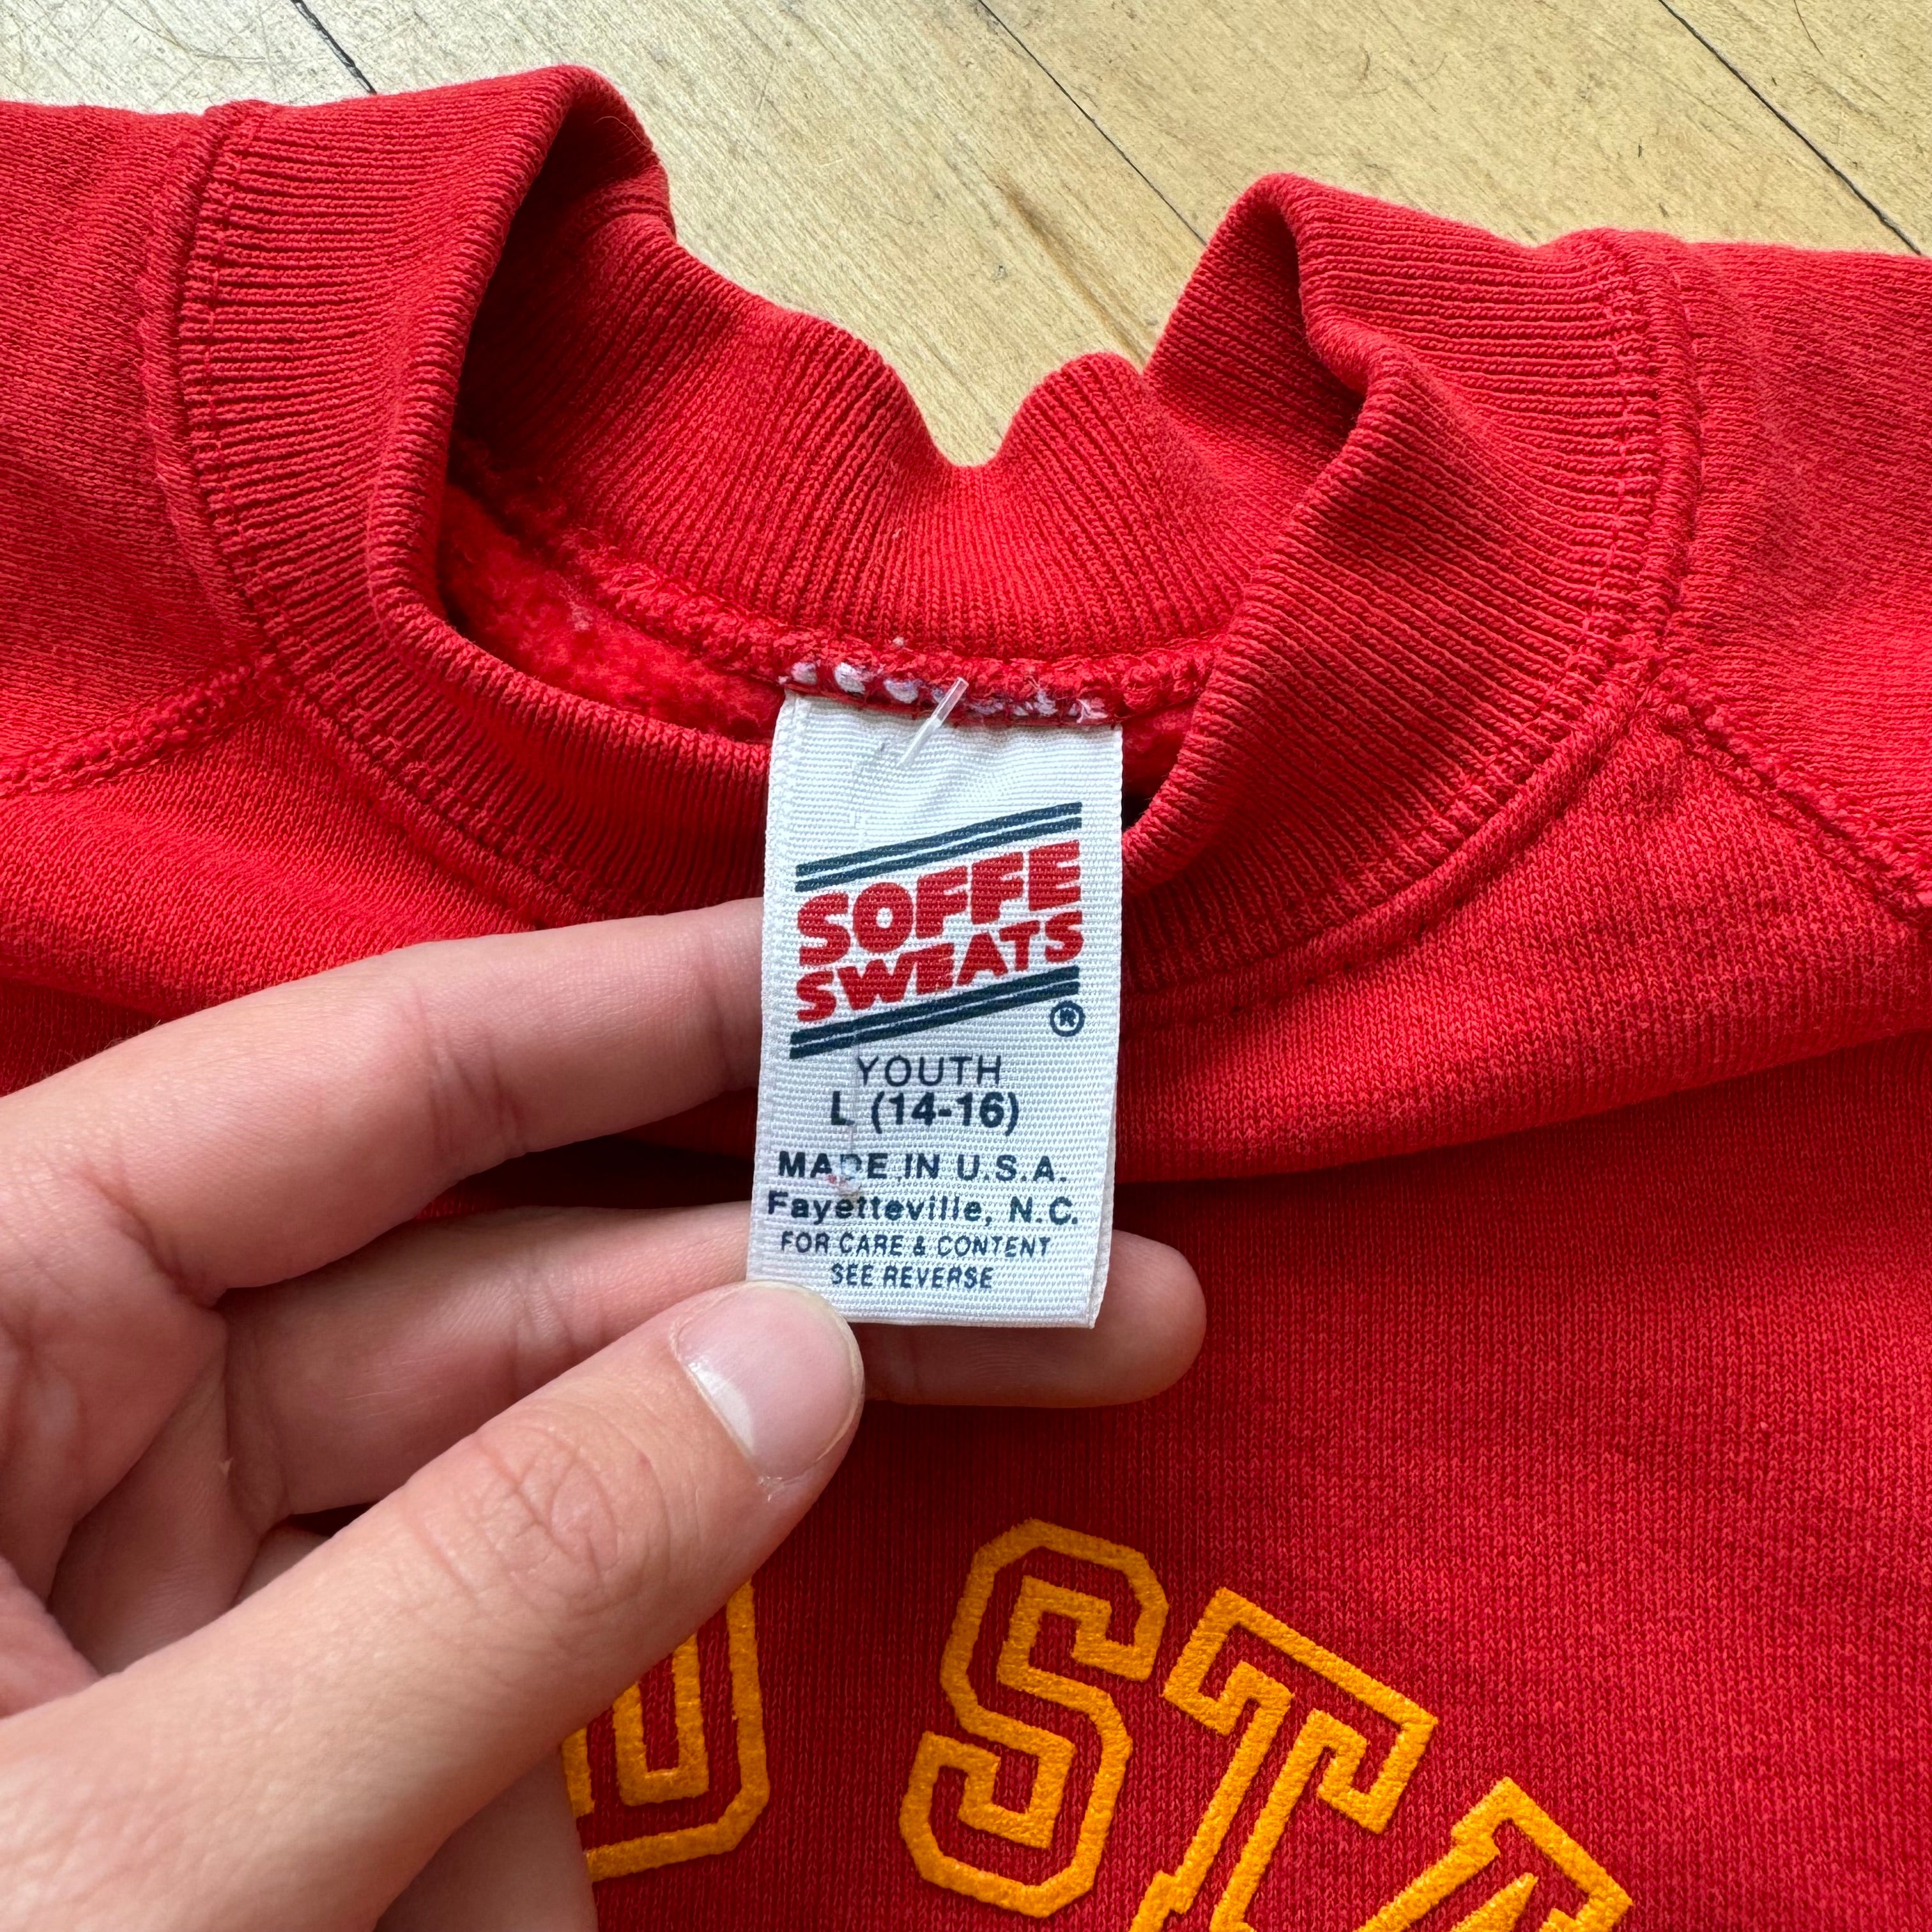 SOFFE
SWEATS
®
YOUTH
L (14-16)
MADE IN U.S.A.
Fayetteville, N.C.
FOR CARE & CONTENT
SEE REVERSE